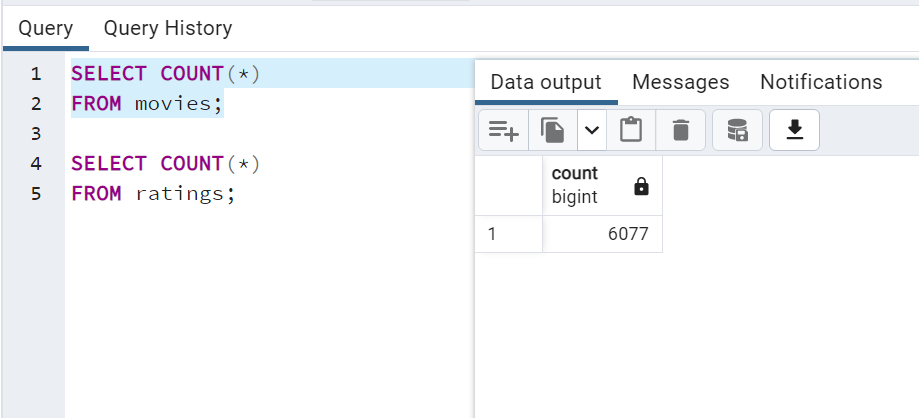 Query Query History
1 SELECT COUNT(*)
2 FROM movies;
3
4 SELECT COUNT(*)
5 FROM ratings;
Data output Messages Notifications
count
bigint
1 6077